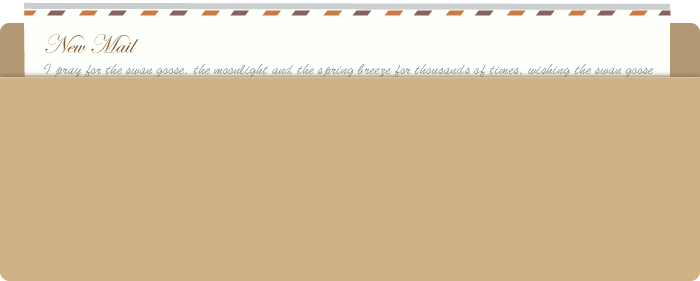 New Mail
I pray for the swan goose, the moonlight and the spring breeze for thousands of times, wishing the swan goose